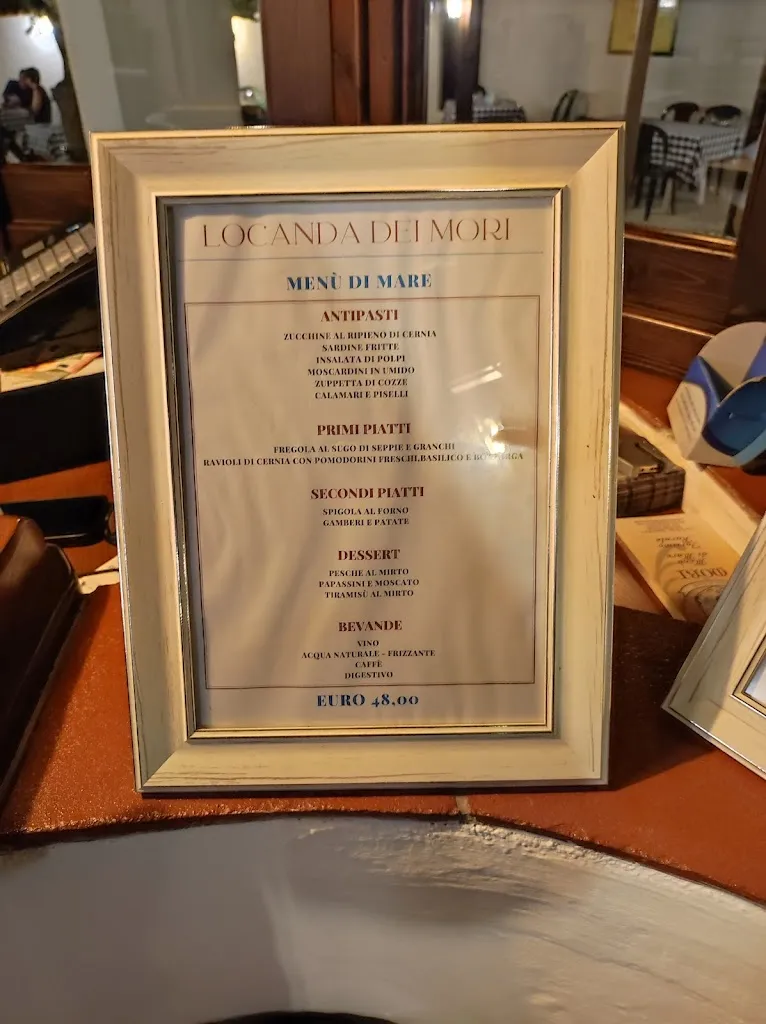 LOCANDA DEI MORI
MENÙ DI MARE
ANTIPASTI
ZUCCHINE AL RIPIENO DI CERNIA
SARDINE FRITTE
INSALATA DI POLPI
MOSCARDINI IN UMIDO
ZUPPETTA DI COZZE
CALAMARI E PISELLI
PRIMI PIATTI
FREGOLA AL SUGO DI SEPPIE E GRANCHI
RAVIOLI DI CERNIA CON POMODORINI FRESCHI,BASILICO E BOTTARGA
SECONDI PIATTI
SPIGOLA AL FORNO
GAMBERI E PATATE
DESSERT
PESCHE AL MIRTO
PAPASSINI E MOSCATO
TIRAMISÙ AL MIRTO
BEVANDE
VINO
ACQUA NATURALE - FRIZZANTE
CAFFÈ
DIGESTIVO
EURO 48,00
MORI